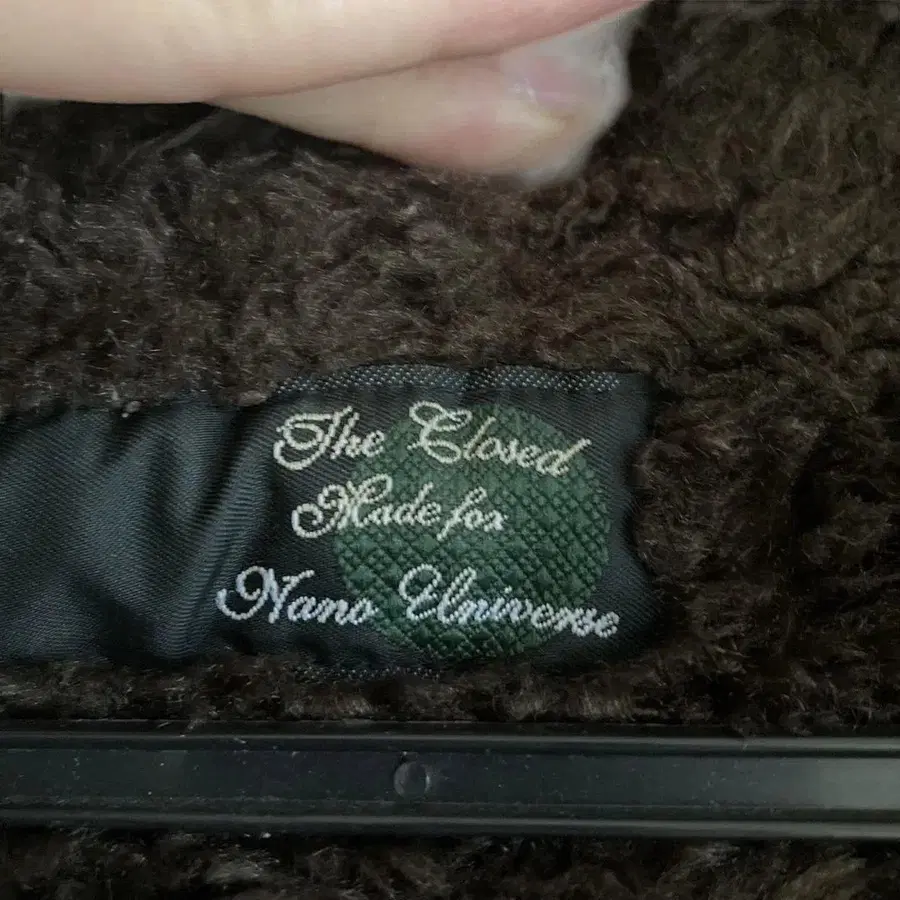 The Closed
Made for
Nano Universe